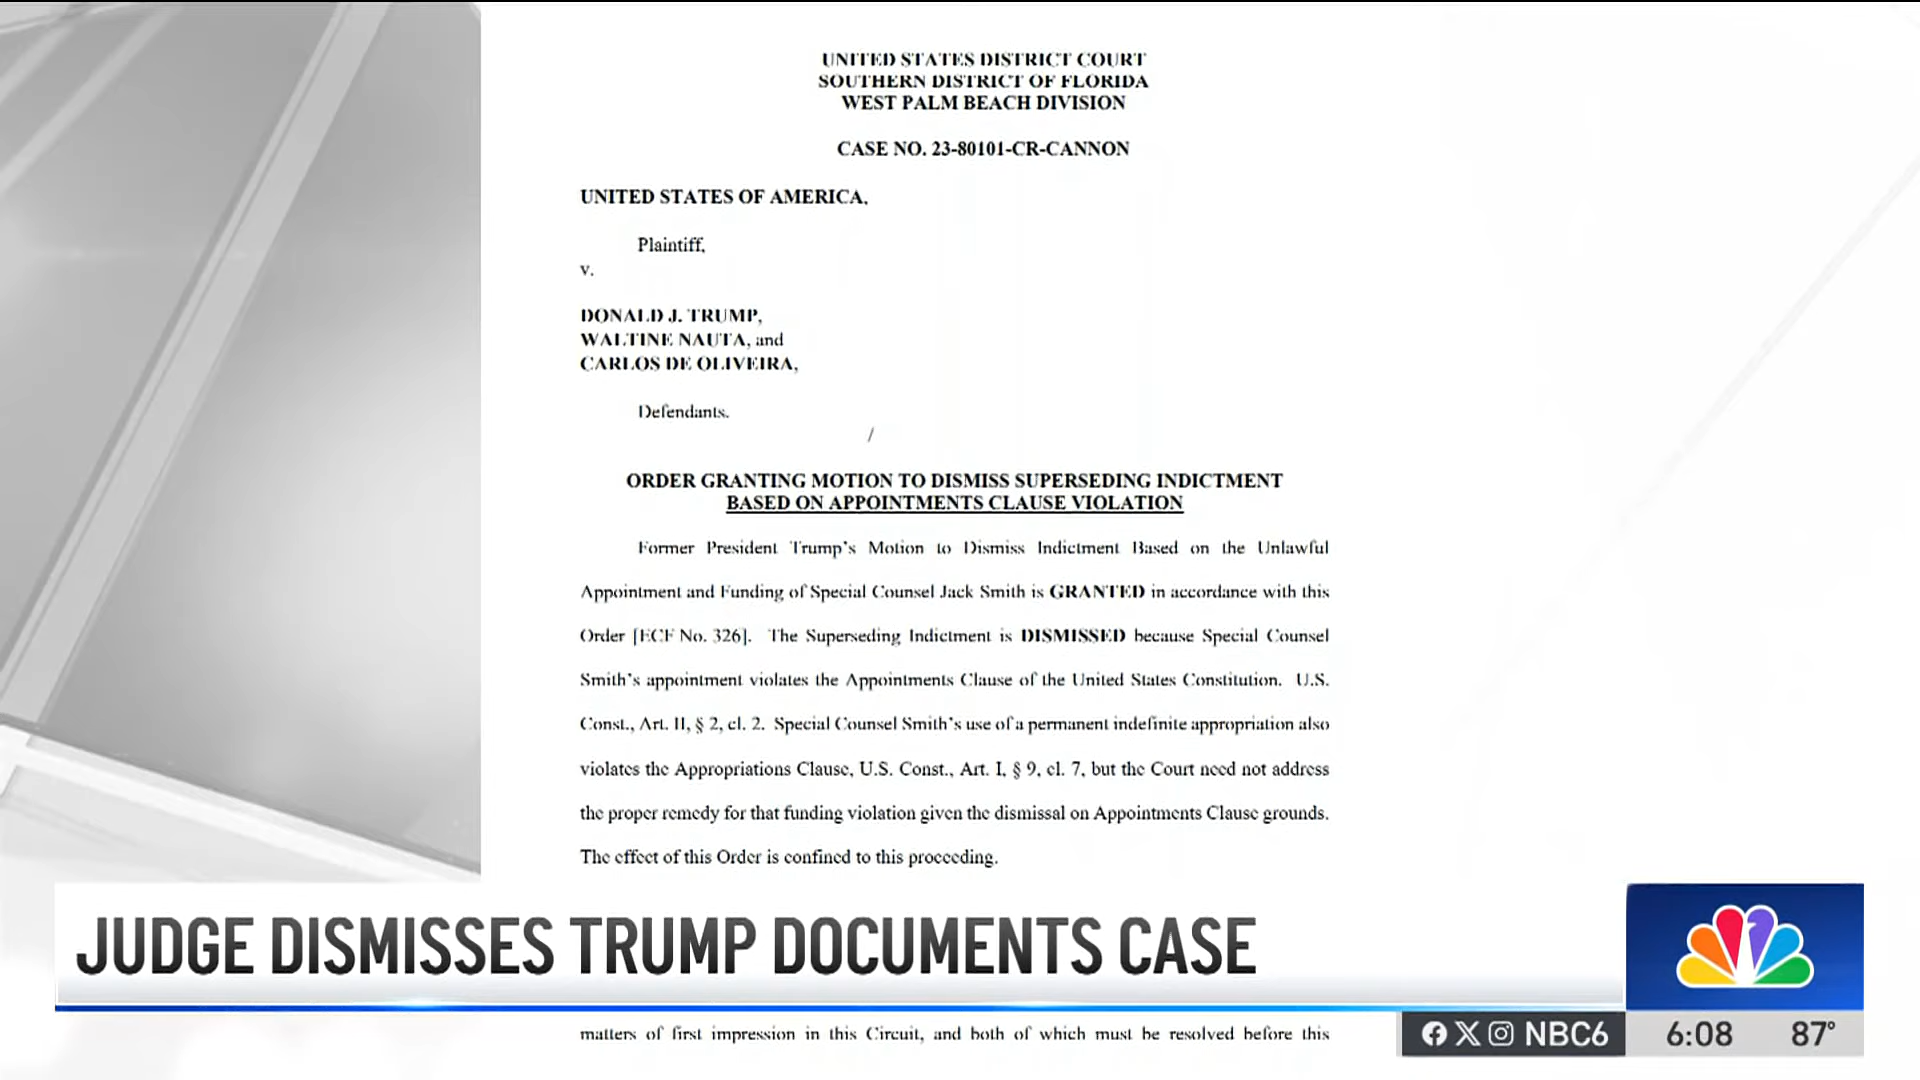 UNITED STATES DISTRICT COURT
SOUTHERN DISTRICT OF FLORIDA
WEST PALM BEACH DIVISION
CASE NO. 23-80101-CR-CANNON
UNITED STATES OF AMERICA,
Plaintiff,
v.
DONALD J. TRUMP,
WALTINE NAUTA, and
CARLOS DE OLIVEIRA,
Defendants.
/
ORDER GRANTING MOTION TO DISMISS SUPERSEDING INDICTMENT
BASED ON APPOINTMENTS CLAUSE VIOLATION
Former President Trump's Motion to Dismiss Indictment Based on the Unlawful
Appointment and Funding of Special Counsel Jack Smith is GRANTED in accordance with this
Order [ECF No. 326]. The Superseding Indictment is DISMISSED because Special Counsel
Smith's appointment violates the Appointments Clause of the United States Constitution. U.S.
Const., Art. II, § 2, cl. 2. Special Counsel Smith's use of a permanent indefinite appropriation also
violates the Appropriations Clause, U.S. Const., Art. I, § 9, cl. 7, but the Court need not address
the proper remedy for that funding violation given the dismissal on Appointments Clause grounds.
The effect of this Order is confined to this proceeding.
JUDGE DISMISSES TRUMP DOCUMENTS CASE
matters of first impression in this Circuit, and both of which must be resolved before this
NBC6 6:08 87°